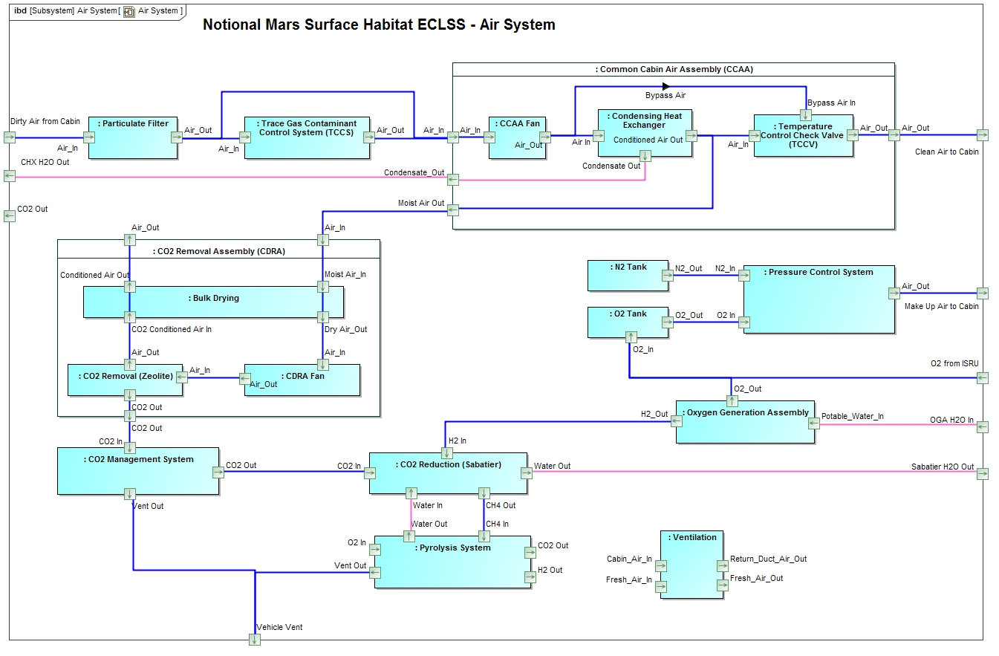 ibd [Subsystem] Air System[ Air System ]
Notional Mars Surface Habitat ECLSS - Air System
: Common Cabin Air Assembly (CCAA)
Bypass Air
Bypass Air In
Dirty Air from Cabin
Air_In
: Particulate Filter
Air_Out
Air_In
: Trace Gas Contaminant
Control System (TCCS)
Air_Out
Air_In
Air_In
: CCAA Fan
Air_Out
Air In
: Condensing Heat
Exchanger
Conditioned Air Out
Condensate Out
Air_In
: Temperature
Control Check Valve
(TCCV)
Air_Out
Air_Out
Clean Air to Cabin
CHX H2O Out
Condensate_Out
CO2 Out
Moist Air Out
Air_Out
Air_In
: CO2 Removal Assembly (CDRA)
Conditioned Air Out
Moist Air_In
: Bulk Drying
CO2 Conditioned Air In
Dry Air_Out
Air_Out
Air_In
: CO2 Removal (Zeolite)
Air_In
Air_Out
: CDRA Fan
CO2 Out
CO2 Out
: N2 Tank
N2_Out
N2_In
: Pressure Control System
Air_Out
Make Up Air to Cabin
: O2 Tank
O2_Out
O2 In
O2_In
O2 from ISRU
O2_Out
H2_Out
: Oxygen Generation Assembly
Potable_Water_In
OGA H2O In
CO2 In
: CO2 Management System
CO2 Out
Vent Out
H2 In
CO2 In
: CO2 Reduction (Sabatier)
Water Out
Sabatier H2O Out
Water In
CH4 Out
Water Out
CH4 In
O2 In
: Pyrolysis System
CO2 Out
Vent Out
H2 Out
: Ventilation
Cabin_Air_In
Return_Duct_Air_Out
Fresh_Air_In
Fresh_Air_Out
Vehicle Vent